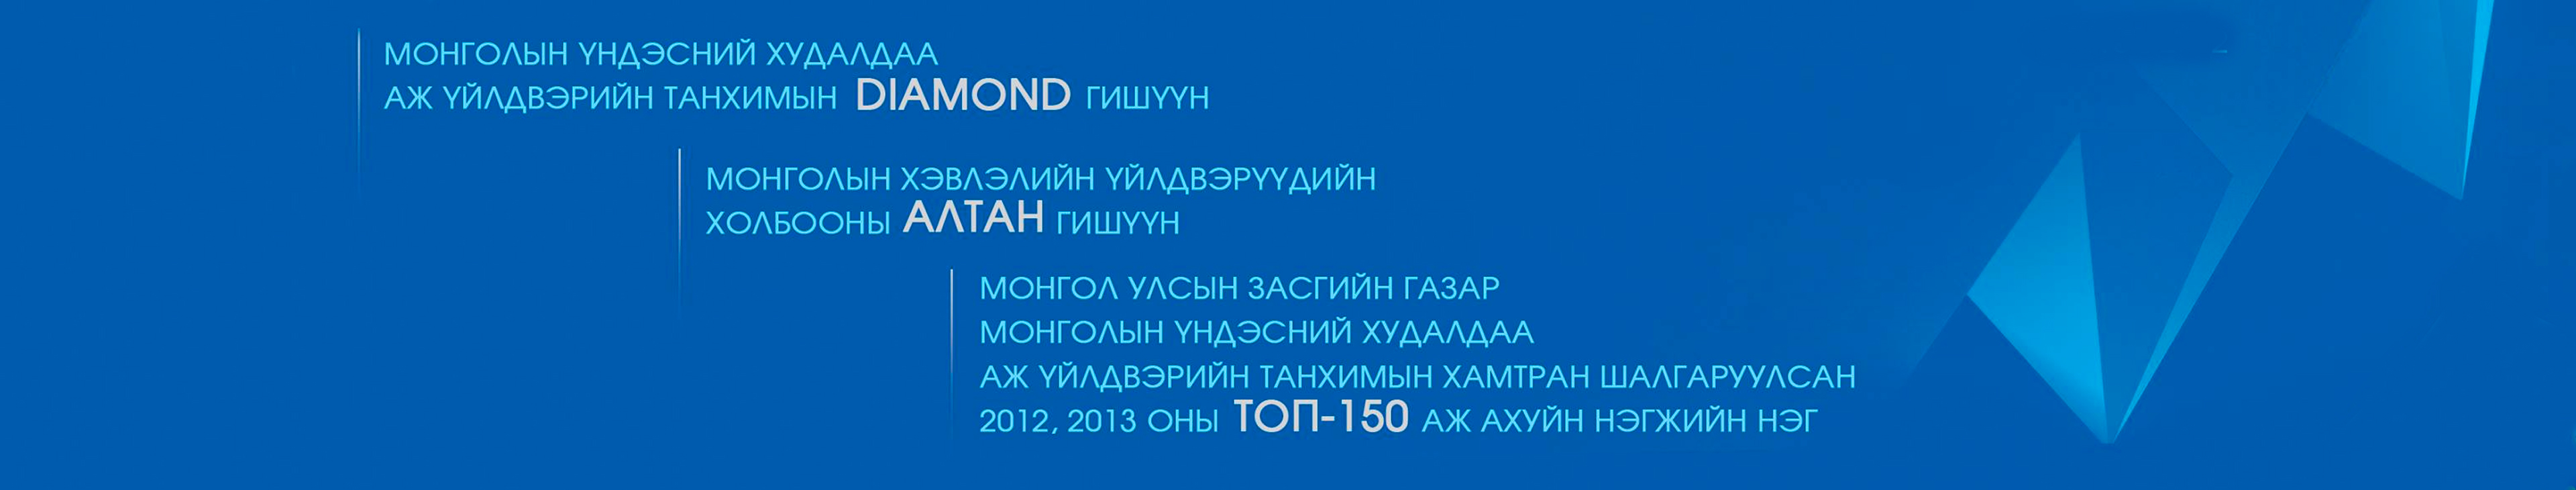 МОНГОЛЫН ҮНДЭСНИЙ ХУДАЛДАА
АЖ ҮЙЛДВЭРИЙН ТАНХИМЫН DIAMOND ГИШҮҮН
МОНГОЛЫН ХЭВЛЭЛИЙН ҮЙЛДВЭРҮҮДИЙН
ХОЛБООНЫ АЛТАН ГИШҮҮН
МОНГОЛ УЛСЫН ЗАСГИЙН ГАЗАР
МОНГОЛЫН ҮНДЭСНИЙ ХУДАЛДАА
АЖ ҮЙЛДВЭРИЙН ТАНХИМЫН ХАМТРАН ШАЛГАРУУЛСАН
2012, 2013 ОНЫ ТОП-150 АЖ АХУЙН НЭГЖИЙН НЭГ